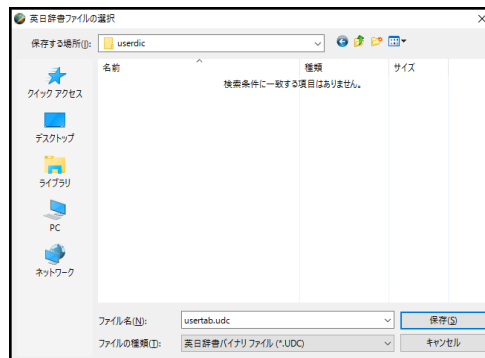 英日辞書ファイルの選択
保存する場所(I):
userdic
名前
種類
サイズ
検索条件に一致する項目はありません。
クイック アクセス
デスクトップ
ライブラリ
PC
ネットワーク
ファイル名(N):
usertab.udc
保存(S)
ファイルの種類(T):
英日辞書バイナリ ファイル (*.UDC)
キャンセル